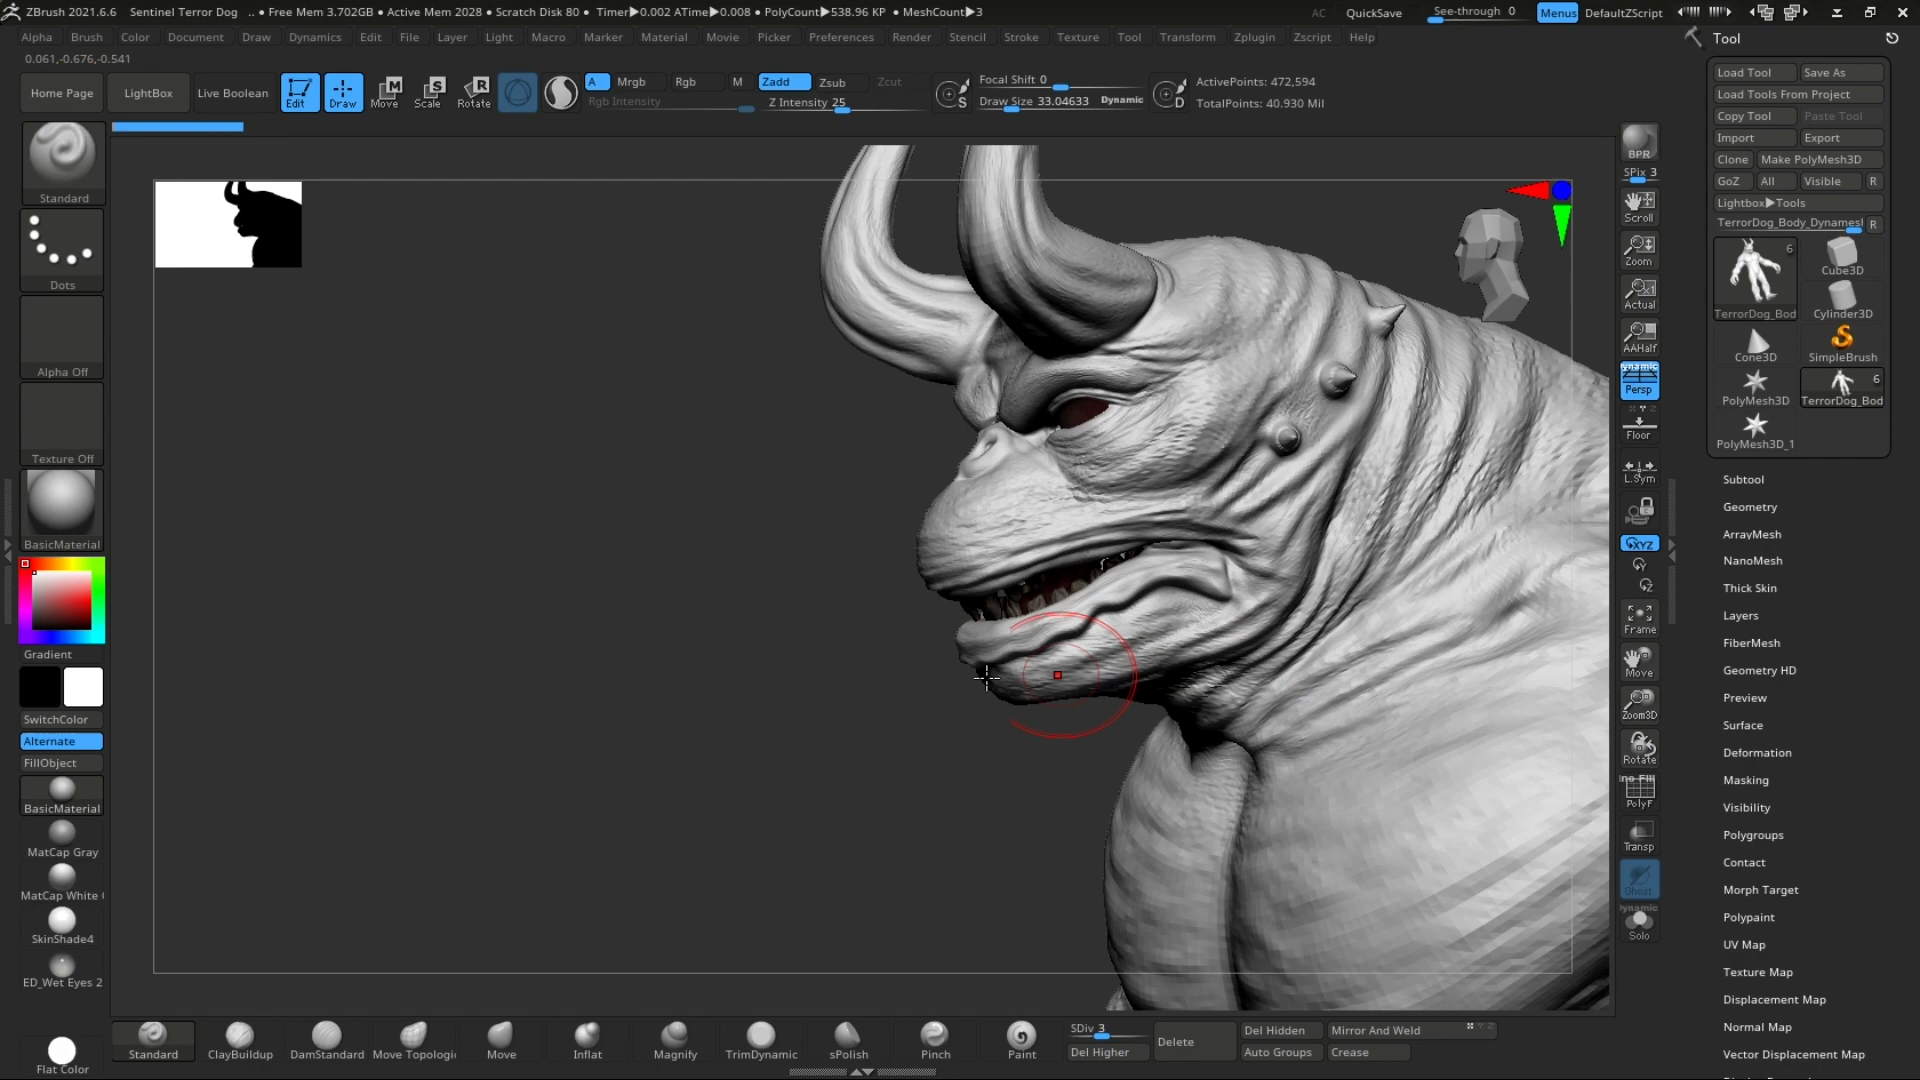 ZBrush 2021.6.6 Sentinel Terror Dog .. • Free Mem 3.702GB • Active Mem 2028 • Scratch Disk 80 • Timer▶0.002 ATime▶0.008 • PolyCount▶538.96 KP • MeshCount▶3 AC QuickSave See-through 0 Menus DefaultZScript
Alpha Brush Color Document Draw Dynamics Edit File Layer Light Macro Marker Material Movie Picker Preferences Render Stencil Stroke Texture Tool Transform Zplugin Zscript Help Tool
0.061,-0.676,-0.541
Home Page LightBox Live Boolean Edit Draw Move Scale Rotate A Mrgb Rgb M Zadd Zsub Zcut
Rgb Intensity Z Intensity 25
Focal Shift 0
Draw Size 33.04633 Dynamic
ActivePoints: 472,594
TotalPoints: 40.930 Mil
M
S
R
S
D
Standard
Dots
Alpha Off
Texture Off
BasicMaterial
Gradient
SwitchColor
Alternate
FillObject
BasicMaterial
MatCap Gray
MatCap White
SkinShade4
ED_Wet Eyes 2
Flat Color
BPR
SPix 3
Scroll
Zoom
Actual
AAHalf
Persp
Floor
L.Sym
XYZ
Frame
Move
Zoom3D
Rotate
PolyF
Transp
Ghost
Dynamic
Solo
Load Tool Save As
Load Tools From Project
Copy Tool Paste Tool
Import Export
Clone Make PolyMesh3D
GoZ All Visible R
Lightbox▶Tools
TerrorDog_Body_Dynamesl R
6
TerrorDog_Bod
Cube3D
Cylinder3D
Cone3D
SimpleBrush
PolyMesh3D
6
TerrorDog_Bod
PolyMesh3D_1
Subtool
Geometry
ArrayMesh
NanoMesh
Thick Skin
Layers
FiberMesh
Geometry HD
Preview
Surface
Deformation
Masking
Visibility
Polygroups
Contact
Morph Target
Polypaint
UV Map
Texture Map
Displacement Map
Normal Map
Vector Displacement Map
Standard ClayBuildup DamStandard Move Topologi Move Inflat Magnify TrimDynamic sPolish Pinch Paint
SDiv 3
Del Higher
Delete
Del Hidden Mirror And Weld
Auto Groups Crease